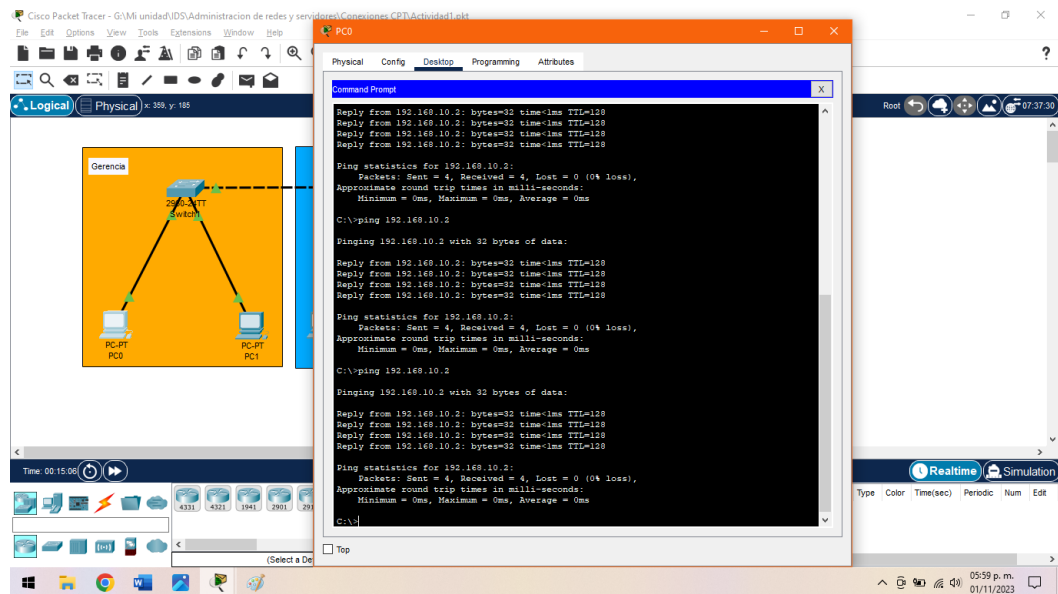 Cisco Packet Tracer - G:\Mi unidad\IDS\Administracion de redes y servidores\Conexiones CPT\Actividad1.pkt
File Edit Options View Tools Extensions Window Help
PC0
Physical Config Desktop Programming Attributes
?
Command Prompt X
Logical Physical x: 359, y: 185
Root 07:37:30
Gerencia
2960-24TT
Switch1
PC-PT
PC0
PC-PT
PC1
Reply from 192.168.10.2: bytes=32 time<1ms TTL=128
Reply from 192.168.10.2: bytes=32 time<1ms TTL=128
Reply from 192.168.10.2: bytes=32 time<1ms TTL=128
Reply from 192.168.10.2: bytes=32 time<1ms TTL=128
Ping statistics for 192.168.10.2:
Packets: Sent = 4, Received = 4, Lost = 0 (0% loss),
Approximate round trip times in milli-seconds:
Minimum = 0ms, Maximum = 0ms, Average = 0ms
C:\>ping 192.168.10.2
Pinging 192.168.10.2 with 32 bytes of data:
Reply from 192.168.10.2: bytes=32 time<1ms TTL=128
Reply from 192.168.10.2: bytes=32 time<1ms TTL=128
Reply from 192.168.10.2: bytes=32 time<1ms TTL=128
Reply from 192.168.10.2: bytes=32 time<1ms TTL=128
Ping statistics for 192.168.10.2:
Packets: Sent = 4, Received = 4, Lost = 0 (0% loss),
Approximate round trip times in milli-seconds:
Minimum = 0ms, Maximum = 0ms, Average = 0ms
C:\>ping 192.168.10.2
Pinging 192.168.10.2 with 32 bytes of data:
Reply from 192.168.10.2: bytes=32 time<1ms TTL=128
Reply from 192.168.10.2: bytes=32 time<1ms TTL=128
Reply from 192.168.10.2: bytes=32 time<1ms TTL=128
Reply from 192.168.10.2: bytes=32 time<1ms TTL=128
Ping statistics for 192.168.10.2:
Packets: Sent = 4, Received = 4, Lost = 0 (0% loss),
Approximate round trip times in milli-seconds:
Minimum = 0ms, Maximum = 0ms, Average = 0ms
C:\>
Top
Time: 00:15:06
Realtime Simulation
4331 4321 1941 2901 291
Type Color Time(sec) Periodic Num Edit
(Select a De
05:59 p. m.
01/11/2023